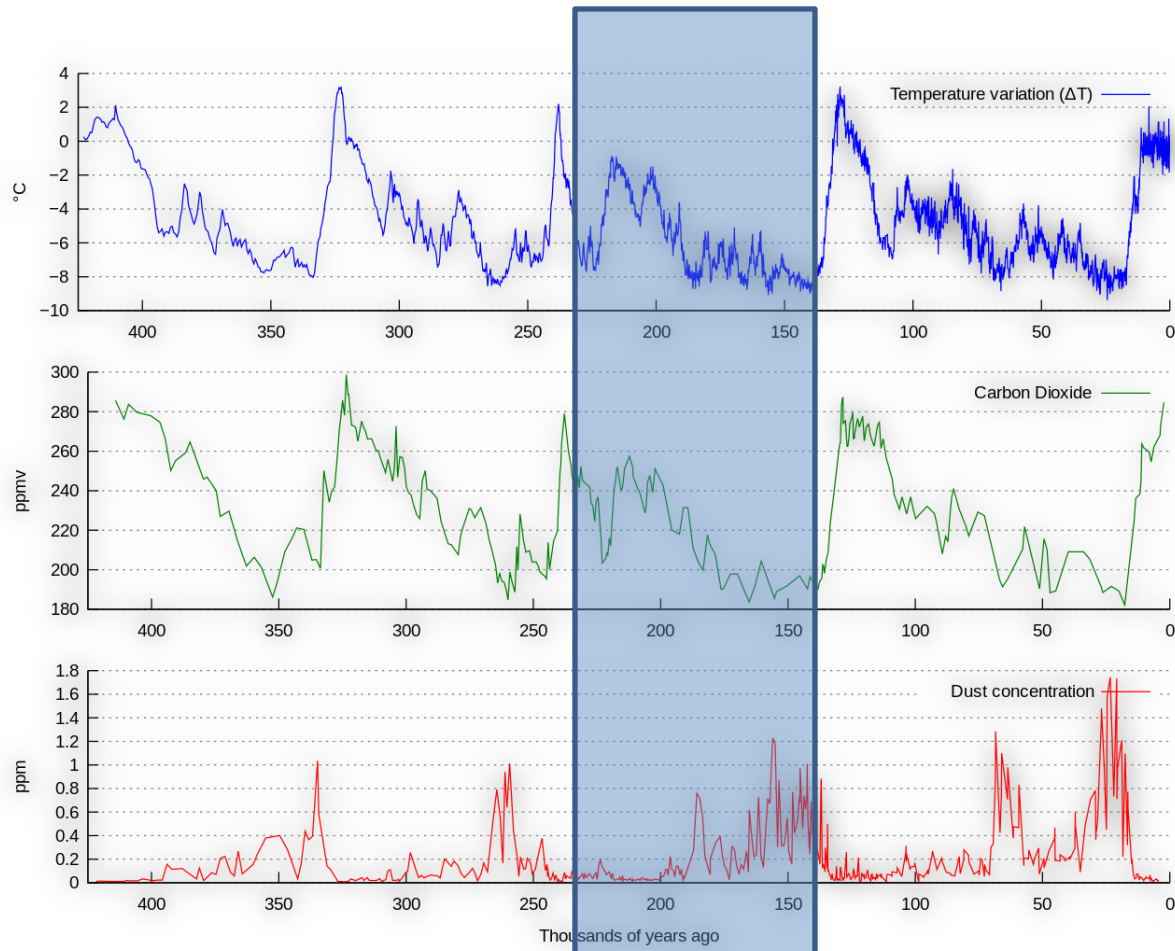 4
2
0
−2
−4
−6
−8
−10
°C
Temperature variation (ΔT)
400 350 300 250 200 150 100 50 0
300
280
260
240
220
200
180
ppmv
Carbon Dioxide
400 350 300 250 200 150 100 50 0
1.8
1.6
1.4
1.2
1
0.8
0.6
0.4
0.2
0
ppm
Dust concentration
400 350 300 250 200 150 100 50 0
Thousands of years ago